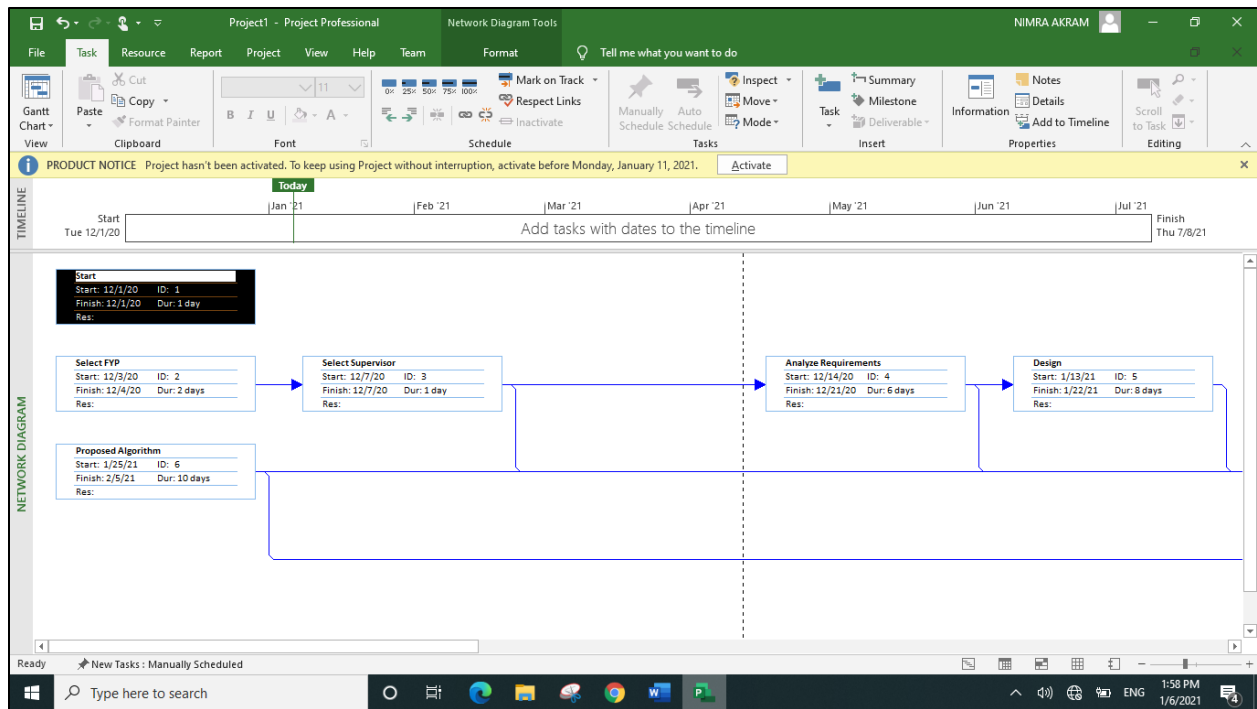 Project1 - Project Professional
Network Diagram Tools
NIMRA AKRAM
File Task Resource Report Project View Help Team Format Tell me what you want to do
Gantt Chart
View
Paste
Cut
Copy
Format Painter
Clipboard
11
B I U A
Font
0% 25% 50% 75% 100%
Mark on Track
Respect Links
Inactivate
Schedule
Manually Schedule
Auto Schedule
Inspect
Move
Mode
Tasks
Task
Summary
Milestone
Deliverable
Insert
Information
Notes
Details
Add to Timeline
Properties
Scroll to Task
Editing
PRODUCT NOTICE Project hasn't been activated. To keep using Project without interruption, activate before Monday, January 11, 2021. Activate
TIMELINE
Today
Jan '21 Feb '21 Mar '21 Apr '21 May '21 Jun '21 Jul '21
Start
Tue 12/1/20
Add tasks with dates to the timeline
Finish
Thu 7/8/21
NETWORK DIAGRAM
Start
Start: 12/1/20 ID: 1
Finish: 12/1/20 Dur: 1 day
Res:
Select FYP
Start: 12/3/20 ID: 2
Finish: 12/4/20 Dur: 2 days
Res:
Select Supervisor
Start: 12/7/20 ID: 3
Finish: 12/7/20 Dur: 1 day
Res:
Analyze Requirements
Start: 12/14/20 ID: 4
Finish: 12/21/20 Dur: 6 days
Res:
Design
Start: 1/13/21 ID: 5
Finish: 1/22/21 Dur: 8 days
Res:
Proposed Algorithm
Start: 1/25/21 ID: 6
Finish: 2/5/21 Dur: 10 days
Res:
Ready New Tasks : Manually Scheduled
Type here to search
ENG
1:58 PM
1/6/2021
4